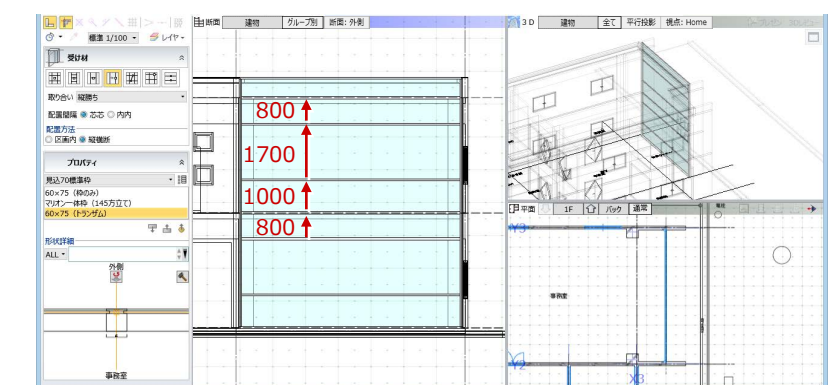 標準 1/100
レイヤ
受け材
取り合い 縦勝ち
配置間隔 芯芯 内内
配置方法
区画内 縦横断
プロパティ
見込70標準枠
60×75（枠のみ）
マリオン一体枠（145方立て）
60×75（トランザム）
形状詳細
ALL
外側
事務室
断面 建物 グループ別 断面: 外側
800
1700
1000
800
3D 建物 全て 平行投影 視点: Home
平面 1F バック 通常
Y3
事務室
Y2
X3